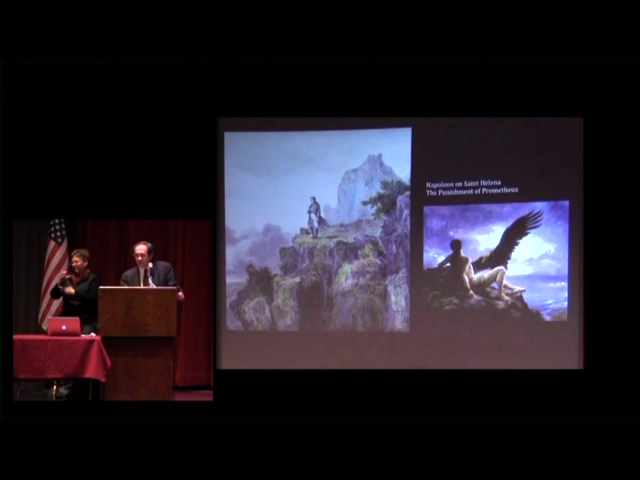 Napoleon on Saint Helena
The Punishment of Prometheus